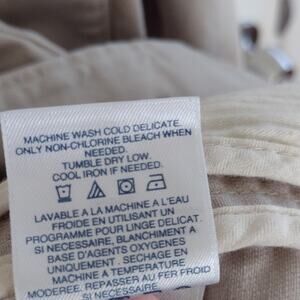 MACHINE WASH COLD DELICATE.
ONLY NON-CHLORINE BLEACH WHEN
NEEDED.
TUMBLE DRY LOW.
COOL IRON IF NEEDED.
LAVABLE A LA MACHINE A L'EAU
FROIDE EN UTILISANT UN
PROGRAMME POUR LINGE DELICAT.
SI NECESSAIRE, BLANCHIMENT A
BASE D'AGENTS OXYGENES
UNIQUEMENT. SECHAGE EN
MACHINE A TEMPERATURE
MODEREE. REPASSER AU FER FROID
SI NECESSAIRE.